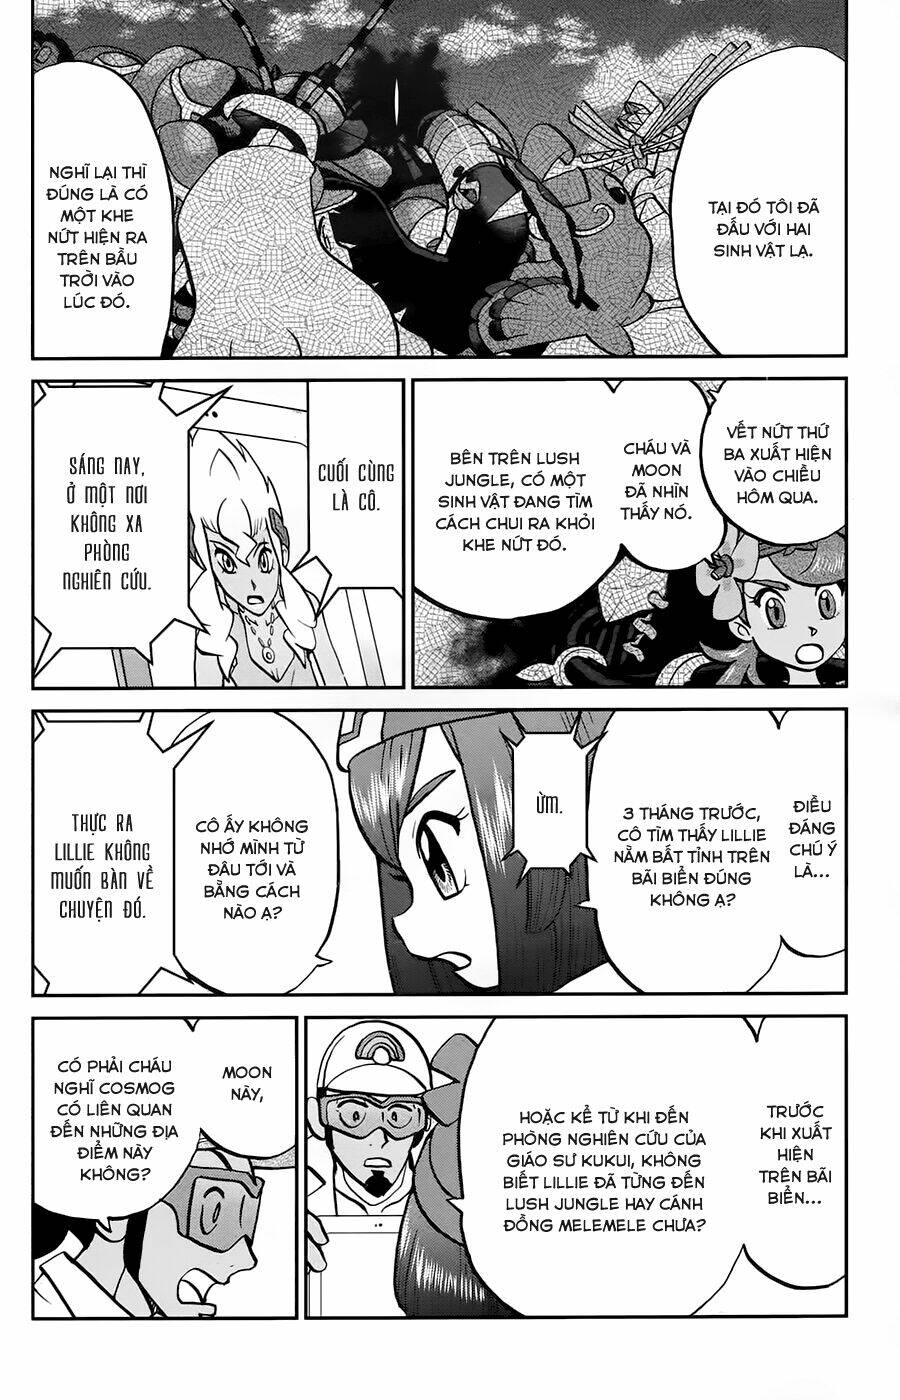 TẠI ĐÓ TÔI ĐÃ
ĐẤU VỚI HAI
SINH VẬT LẠ.
NGHĨ LẠI THÌ
ĐÚNG LÀ CÓ
MỘT KHE
NỨT HIỆN RA
TRÊN BẦU
TRỜI VÀO
LÚC ĐÓ.
VẾT NỨT THỨ
BA XUẤT HIỆN
VÀO CHIỀU
HÔM QUA.
CHÁU VÀ
MOON
ĐÃ NHÌN
THẤY NÓ.
BÊN TRÊN LUSH
JUNGLE, CÓ MỘT
SINH VẬT ĐANG TÌM
CÁCH CHUI RA KHỎI
KHE NỨT ĐÓ.
CUỐI CÙNG
LÀ CÔ.
SÁNG NAY,
Ở MỘT NƠI
KHÔNG XA
PHÒNG
NGHIÊN CỨU.
ĐIỀU
ĐÁNG
CHÚ Ý
LÀ...
3 THÁNG TRƯỚC,
CÔ TÌM THẤY LILLIE
NẰM BẤT TỈNH TRÊN
BÃI BIỂN ĐÚNG
KHÔNG Ạ?
ỪM.
CÔ ẤY KHÔNG
NHỚ MÌNH TỪ
ĐÂU TỚI VÀ
BẰNG CÁCH
NÀO Ạ?
THỰC RA
LILLIE KHÔNG
MUỐN BÀN VỀ
CHUYỆN ĐÓ.
TRƯỚC
KHI XUẤT
HIỆN
TRÊN BÃI
BIỂN...
HOẶC KỂ TỪ KHI ĐẾN
PHÒNG NGHIÊN CỨU CỦA
GIÁO SƯ KUKUI, KHÔNG
BIẾT LILLIE ĐÃ TỪNG ĐẾN
LUSH JUNGLE HAY CÁNH
ĐỒNG MELEMELE CHƯA?
MOON
NÀY,
CÓ PHẢI CHÁU
NGHĨ COSMOG
CÓ LIÊN QUAN
ĐẾN NHỮNG ĐỊA
ĐIỂM NÀY
KHÔNG?